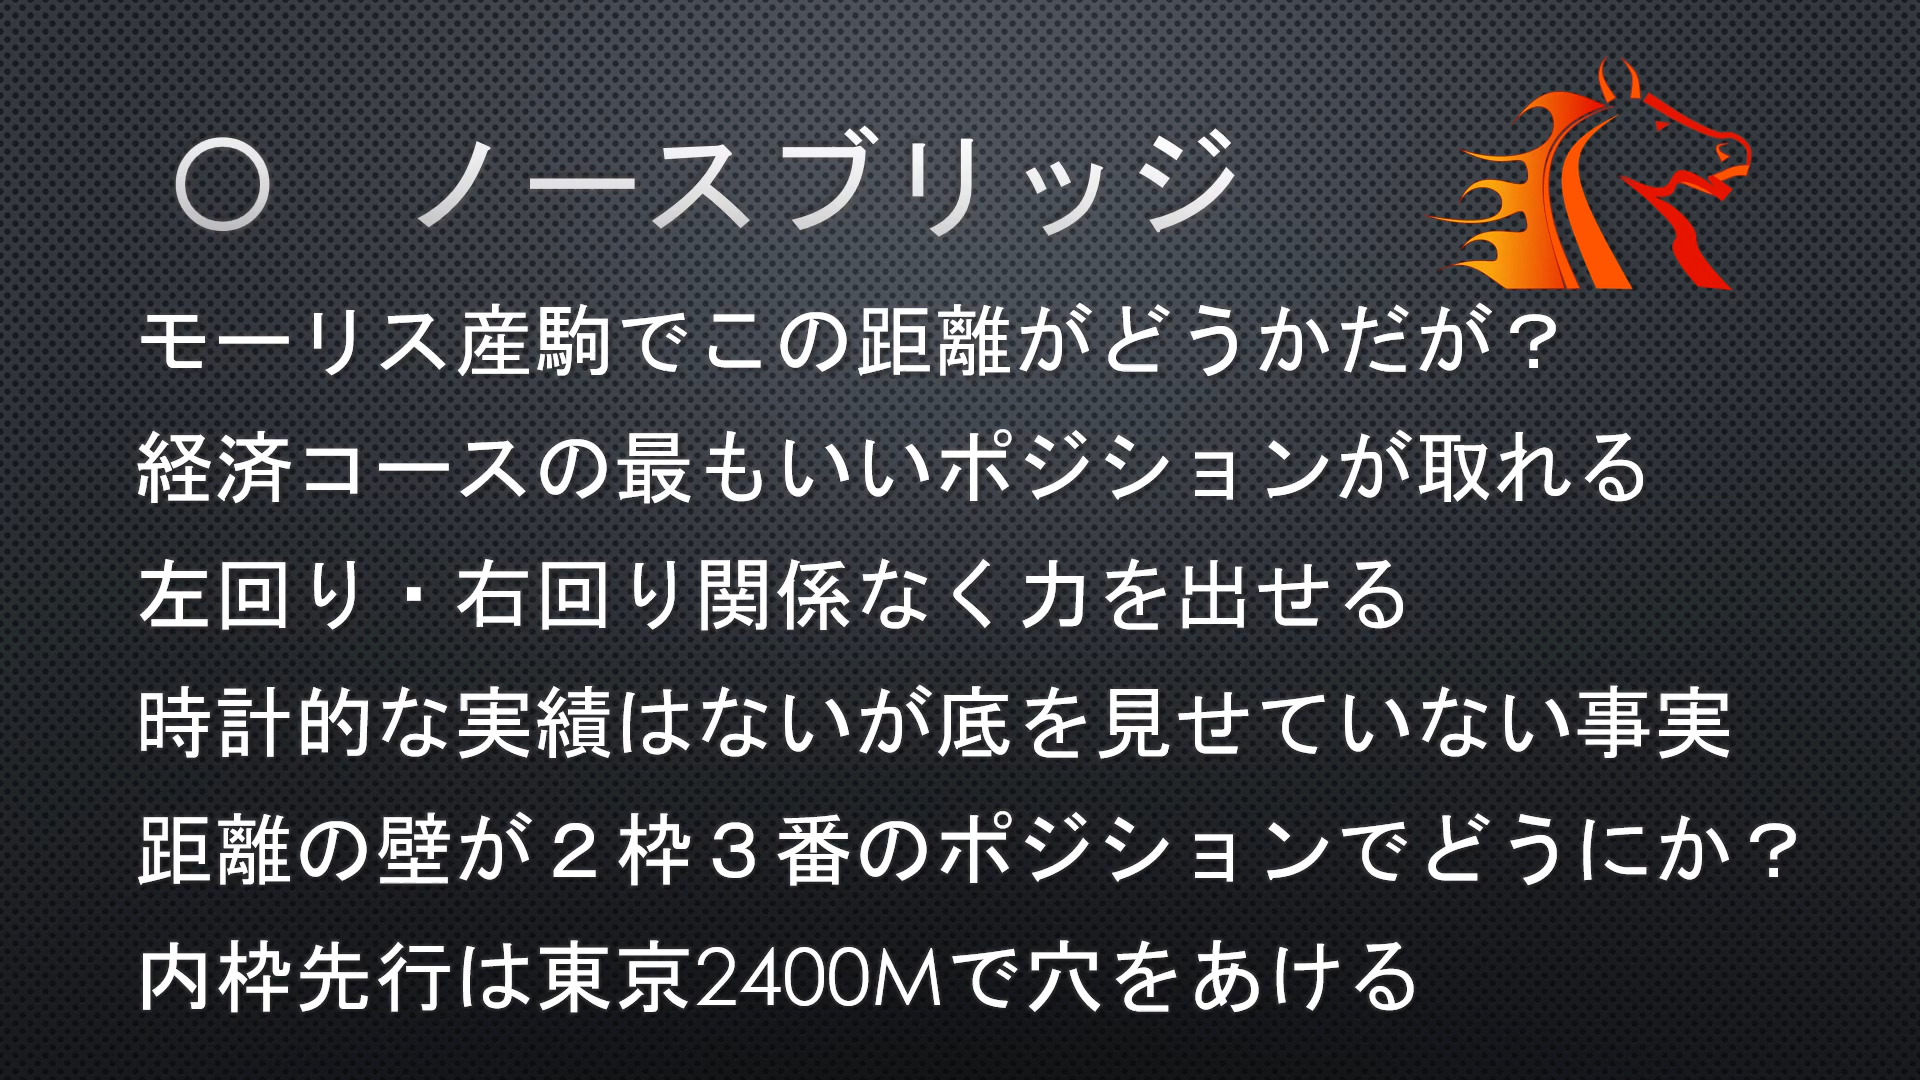 ○　ノースブリッジ
モーリス産駒でこの距離がどうかだが？
経済コースの最もいいポジションが取れる
左回り・右回り関係なく力を出せる
時計的な実績はないが底を見せていない事実
距離の壁が２枠３番のポジションでどうにか？
内枠先行は東京2400Mで穴をあける